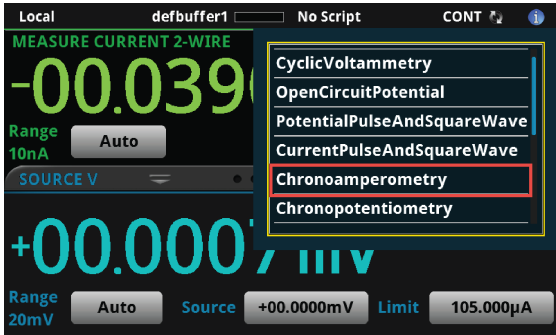 Local defbuffer1 No Script CONT
MEASURE CURRENT 2-WIRE
-00.039
Range Auto
10nA
CyclicVoltammetry
OpenCircuitPotential
PotentialPulseAndSquareWave
CurrentPulseAndSquareWave
Chronoamperometry
Chronopotentiometry
SOURCE V
+00.0007 mV
Range Auto Source +00.0000mV Limit 105.000µA
20mV